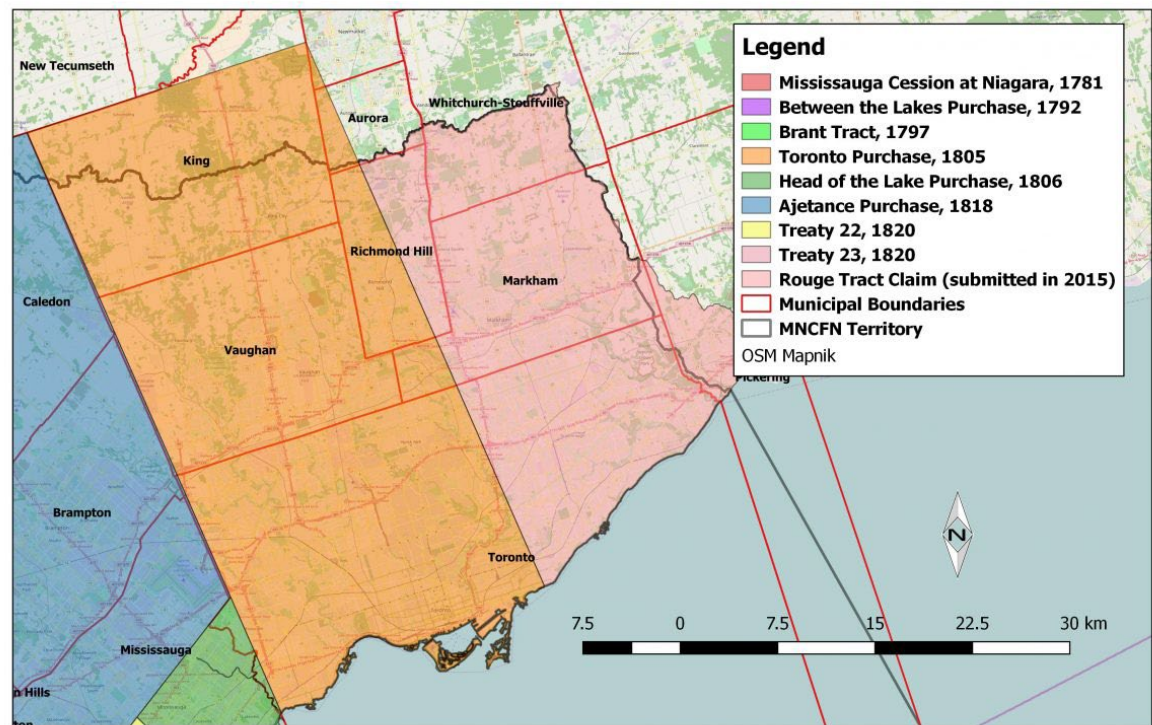 New Tecumseth
Whitchurch-Stouffville
Aurora
King
Richmond Hill
Markham
Caledon
Vaughan
Pickering
Brampton
Toronto
Mississauga
n Hills
ton
Legend
Mississauga Cession at Niagara, 1781
Between the Lakes Purchase, 1792
Brant Tract, 1797
Toronto Purchase, 1805
Head of the Lake Purchase, 1806
Ajetance Purchase, 1818
Treaty 22, 1820
Treaty 23, 1820
Rouge Tract Claim (submitted in 2015)
Municipal Boundaries
MNCFN Territory
OSM Mapnik
N
7.5 0 7.5 15 22.5 30 km